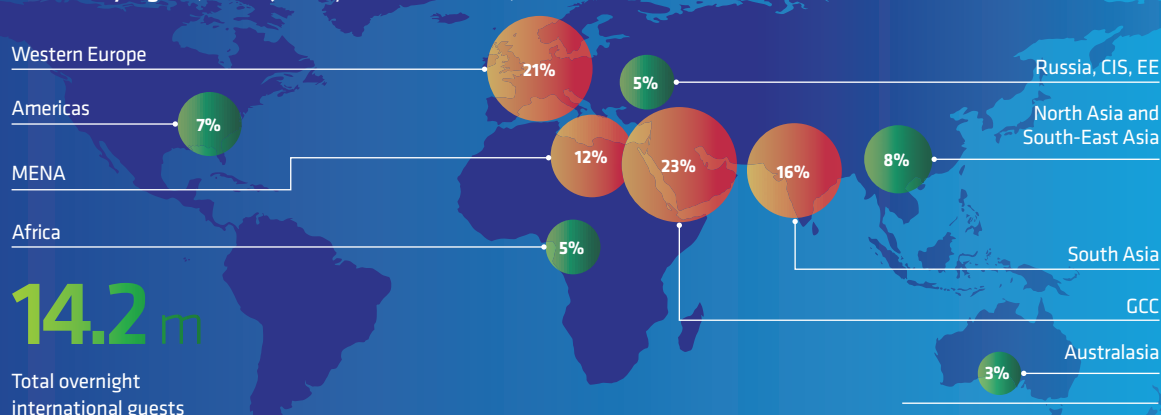 Western Europe
21%
5%
Russia, CIS, EE
Americas
7%
North Asia and
South-East Asia
12%
23%
16%
8%
MENA
Africa
5%
South Asia
14.2 m
GCC
Australasia
3%
Total overnight
international guests